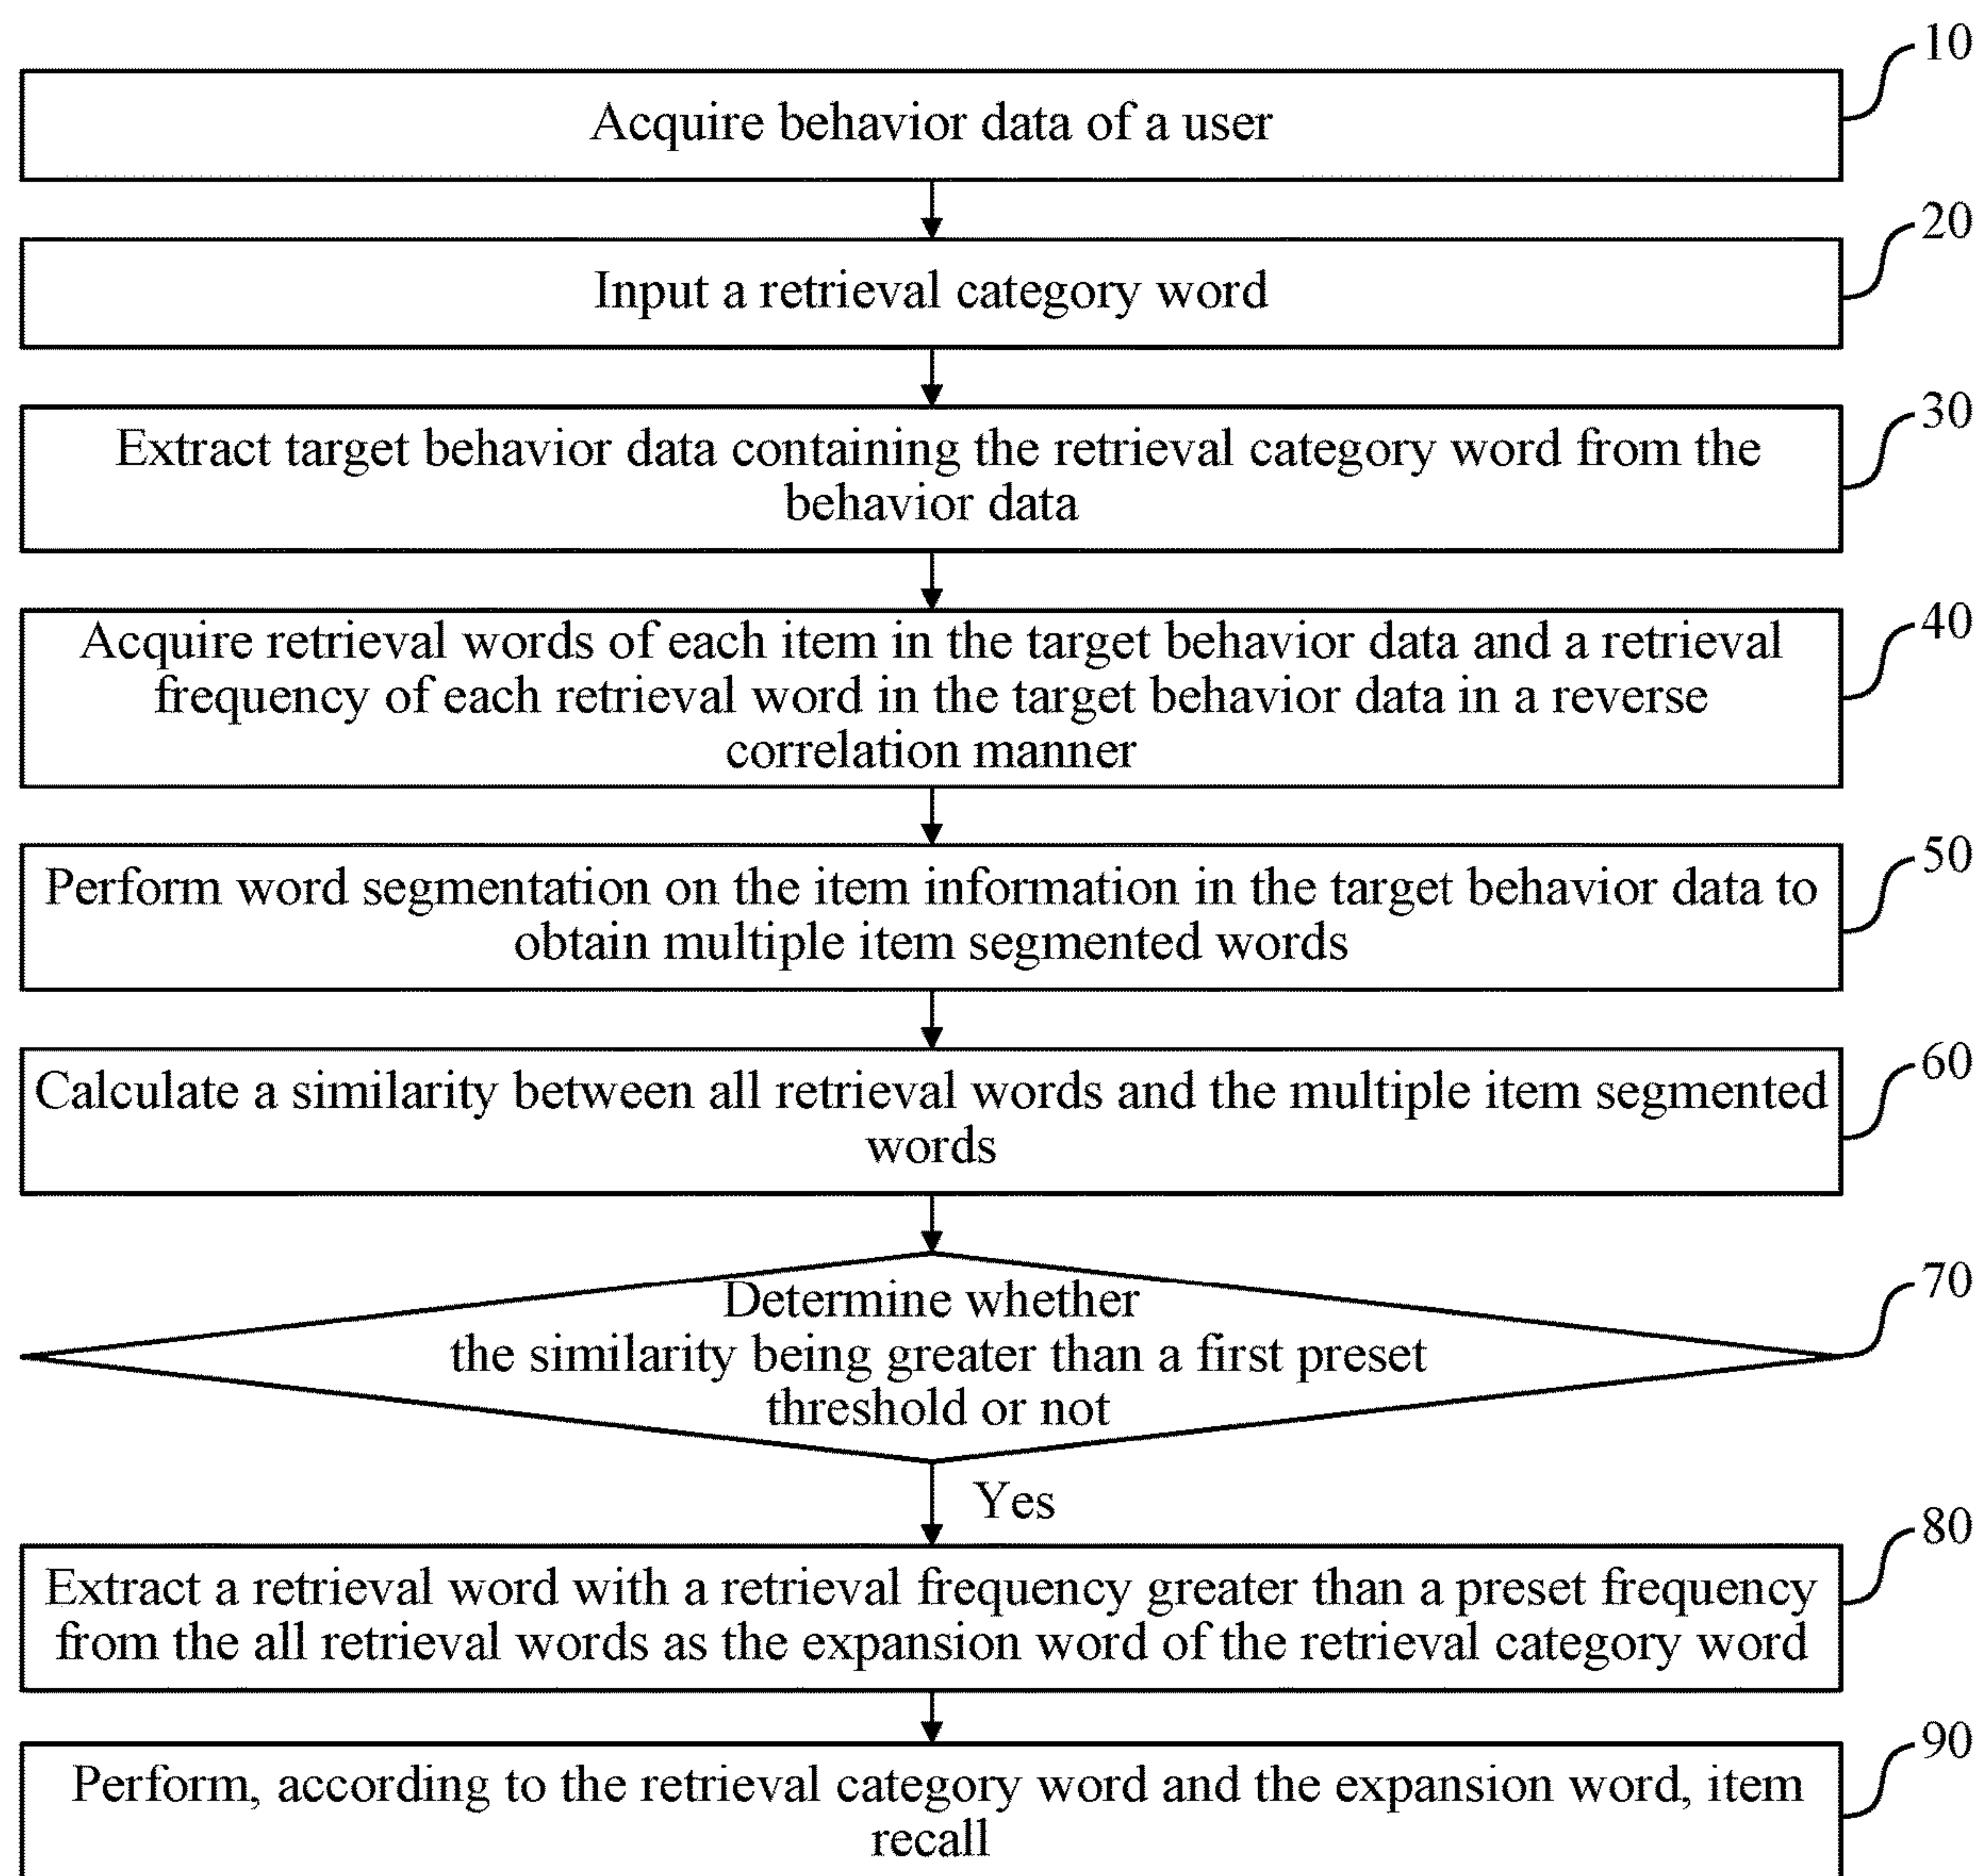 10
Acquire behavior data of a user
20
Input a retrieval category word
30
Extract target behavior data containing the retrieval category word from the
behavior data
40
Acquire retrieval words of each item in the target behavior data and a retrieval
frequency of each retrieval word in the target behavior data in a reverse
correlation manner
50
Perform word segmentation on the item information in the target behavior data to
obtain multiple item segmented words
60
Calculate a similarity between all retrieval words and the multiple item segmented
words
70
Determine whether
the similarity being greater than a first preset
threshold or not
Yes
80
Extract a retrieval word with a retrieval frequency greater than a preset frequency
from the all retrieval words as the expansion word of the retrieval category word
90
Perform, according to the retrieval category word and the expansion word, item
recall